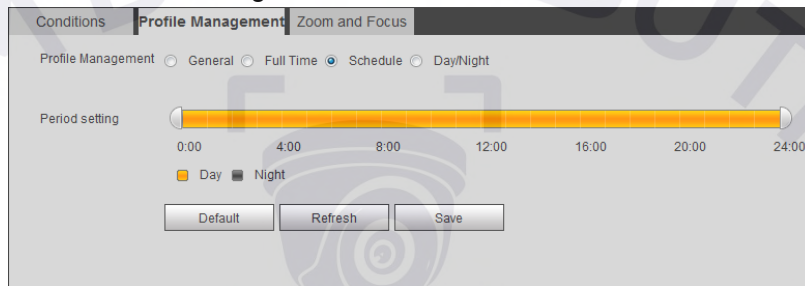 Conditions Profile Management Zoom and Focus
Profile Management General Full Time Schedule Day/Night
Period setting
0:00 4:00 8:00 12:00 16:00 20:00 24:00
Day Night
Default Refresh Save